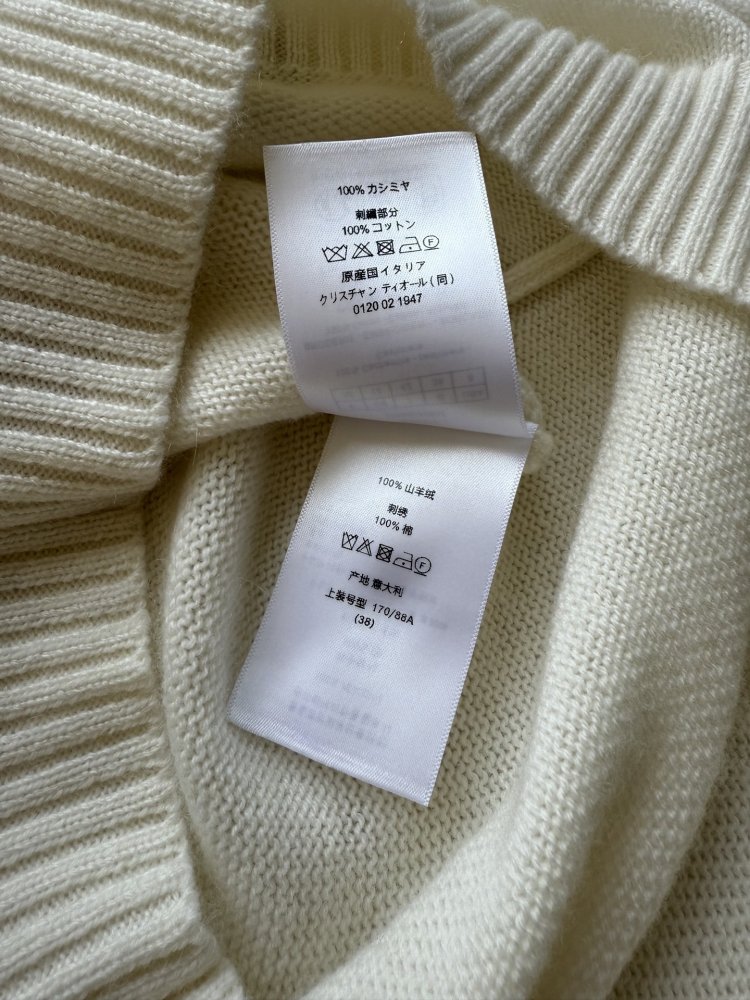 100% カシミヤ
刺繍部分
100% コットン
F
原産国イタリア
クリスチャン ディオール(同)
0120 02 1947
100% 山羊绒
刺绣
100% 棉
F
产地 意大利
上装号型 170/88A
(38)